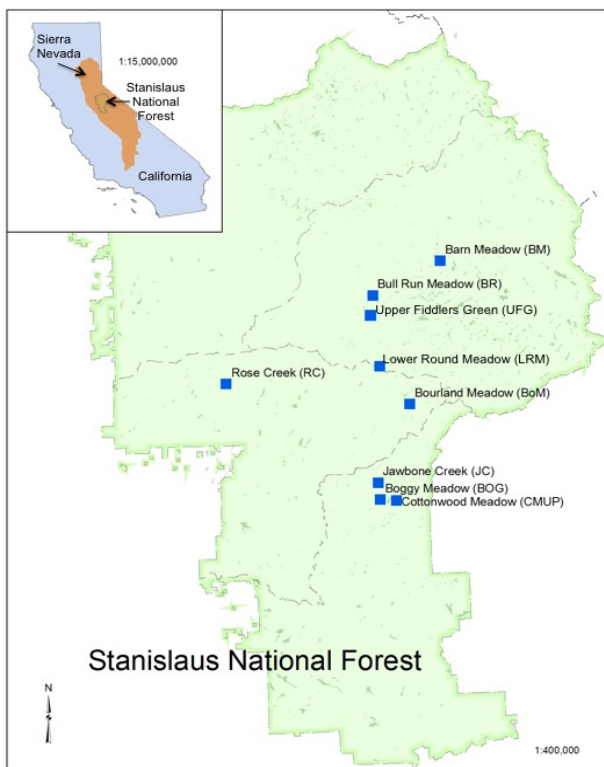 Sierra
Nevada
1:15,000,000
Stanislaus
National
Forest
California
Barn Meadow (BM)
Bull Run Meadow (BR)
Upper Fiddlers Green (UFG)
Lower Round Meadow (LRM)
Rose Creek (RC)
Bourland Meadow (BoM)
Jawbone Creek (JC)
Boggy Meadow (BOG)
Cottonwood Meadow (CMUP)
Stanislaus National Forest
N
1:400,000